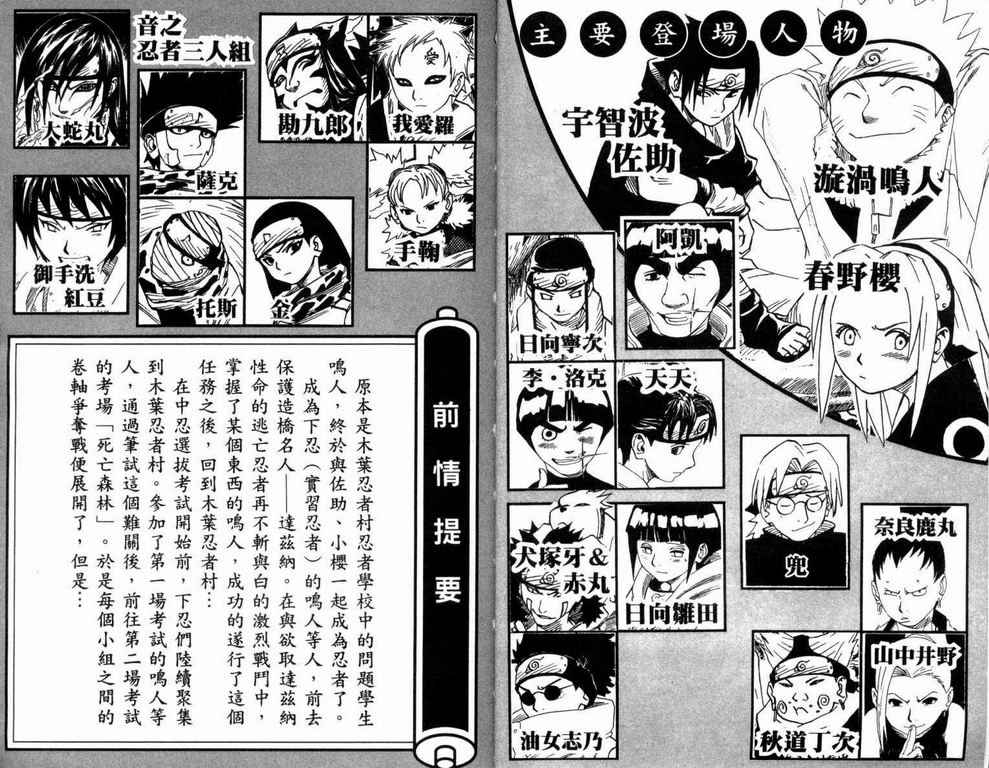 主要登場人物
漩渦鳴人
宇智波
佐助
春野櫻
阿凱
日向寧次
李・洛克
天天
犬塚牙&
赤丸
日向雛田
油女志乃
兜
奈良鹿丸
山中井野
秋道丁次
我愛羅
勘九郎
手鞠
音之
忍者三人組
薩克
托斯
金
大蛇丸
御手洗
紅豆
前情提要
原本是木葉忍者村忍者學校中的問題學生
鳴人，終於與佐助、小櫻一起成為忍者了。
成為下忍（實習忍者）的鳴人等人，前去
保護造橋名人——達茲納。在與欲取達茲納
性命的逃亡忍者再不斬與白的激烈戰鬥中，
掌握了某個東西的鳴人，成功的遂行了這個
任務之後，回到木葉忍者村…
在中忍選拔考試開始前，下忍們陸續聚集
到木葉忍者村。參加了第一場考試的鳴人等
人，通過筆試這個難關後，前往第二場考試
的考場「死亡森林」。於是每個小組之間的
卷軸爭奪戰便展開了，但是…